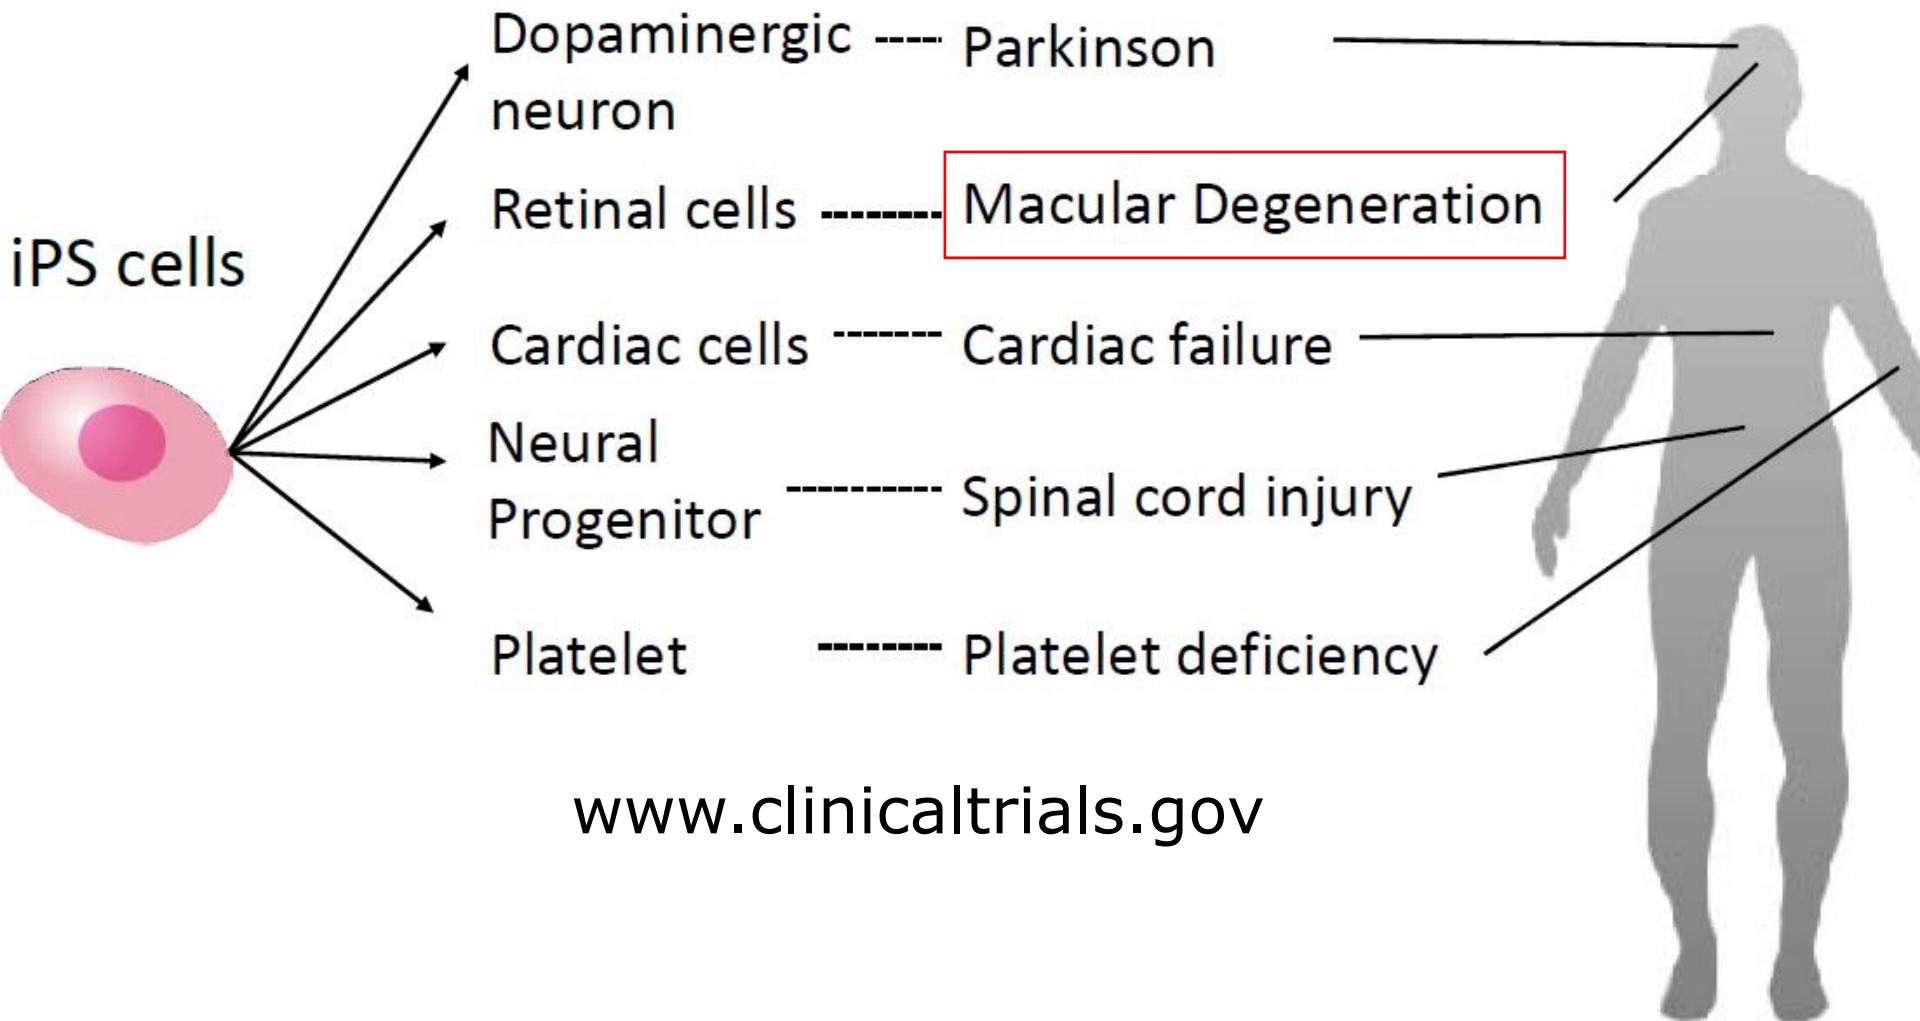 iPS cells
Dopaminergic
neuron
Parkinson
Retinal cells
Macular Degeneration
Cardiac cells
Cardiac failure
Neural
Progenitor
Spinal cord injury
Platelet
Platelet deficiency
www.clinicaltrials.gov